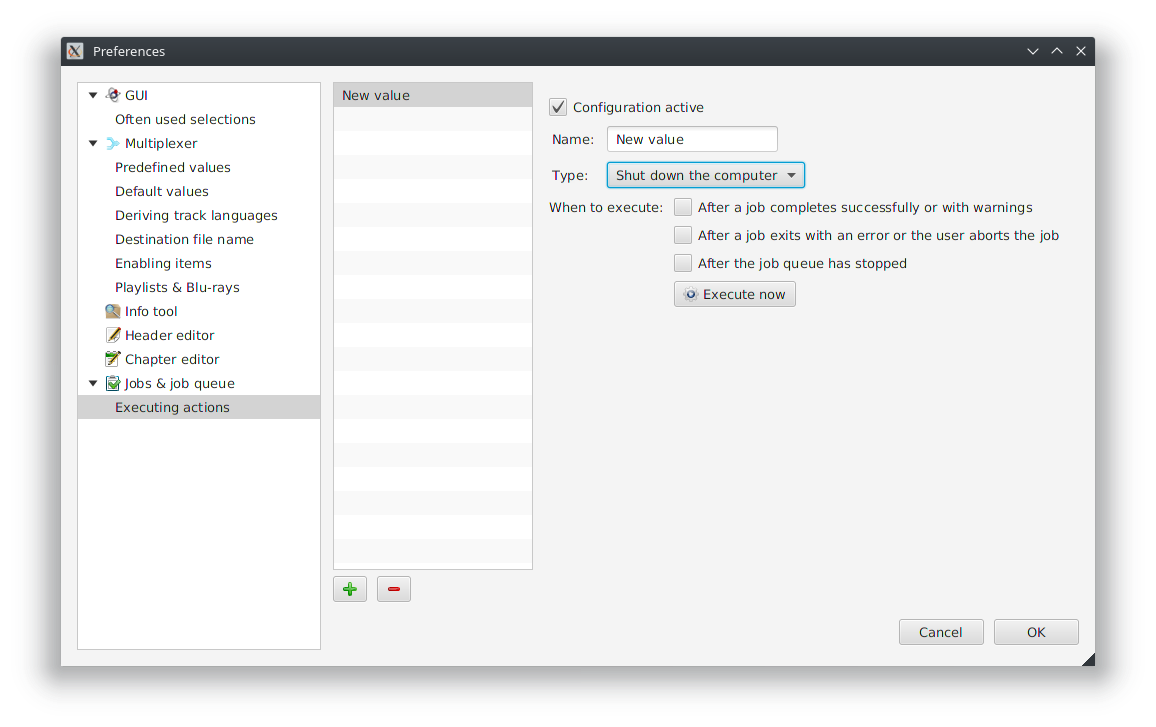 Preferences
GUI
Often used selections
Multiplexer
Predefined values
Default values
Deriving track languages
Destination file name
Enabling items
Playlists & Blu-rays
Info tool
Header editor
Chapter editor
Jobs & job queue
Executing actions
New value
Configuration active
Name: New value
Type: Shut down the computer
When to execute: After a job completes successfully or with warnings
After a job exits with an error or the user aborts the job
After the job queue has stopped
Execute now
Cancel OK